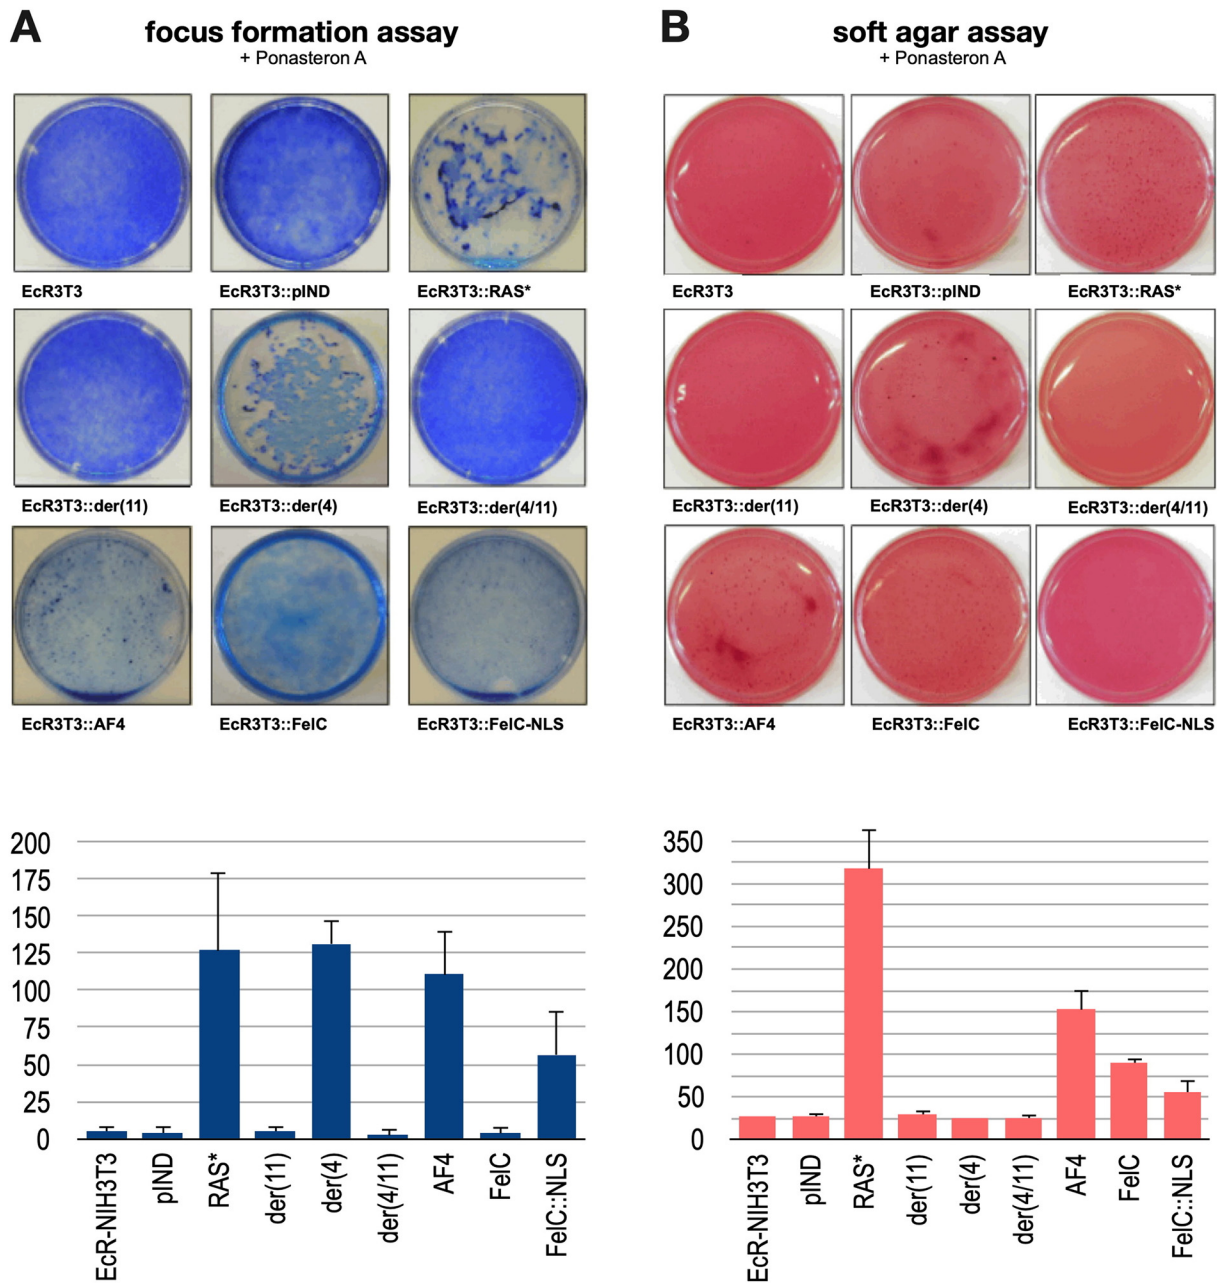 A focus formation assay
+ Ponasteron A
EcR3T3 EcR3T3::pIND EcR3T3::RAS*
EcR3T3::der(11) EcR3T3::der(4) EcR3T3::der(4/11)
EcR3T3::AF4 EcR3T3::FelC EcR3T3::FelC-NLS
200
175
150
125
100
75
50
25
0
EcR-NIH3T3 pIND RAS* der(11) der(4) der(4/11) AF4 FelC FelC::NLS
B soft agar assay
+ Ponasteron A
EcR3T3 EcR3T3::pIND EcR3T3::RAS*
EcR3T3::der(11) EcR3T3::der(4) EcR3T3::der(4/11)
EcR3T3::AF4 EcR3T3::FelC EcR3T3::FelC-NLS
350
300
250
200
150
100
50
0
EcR-NIH3T3 pIND RAS* der(11) der(4) der(4/11) AF4 FelC FelC::NLS